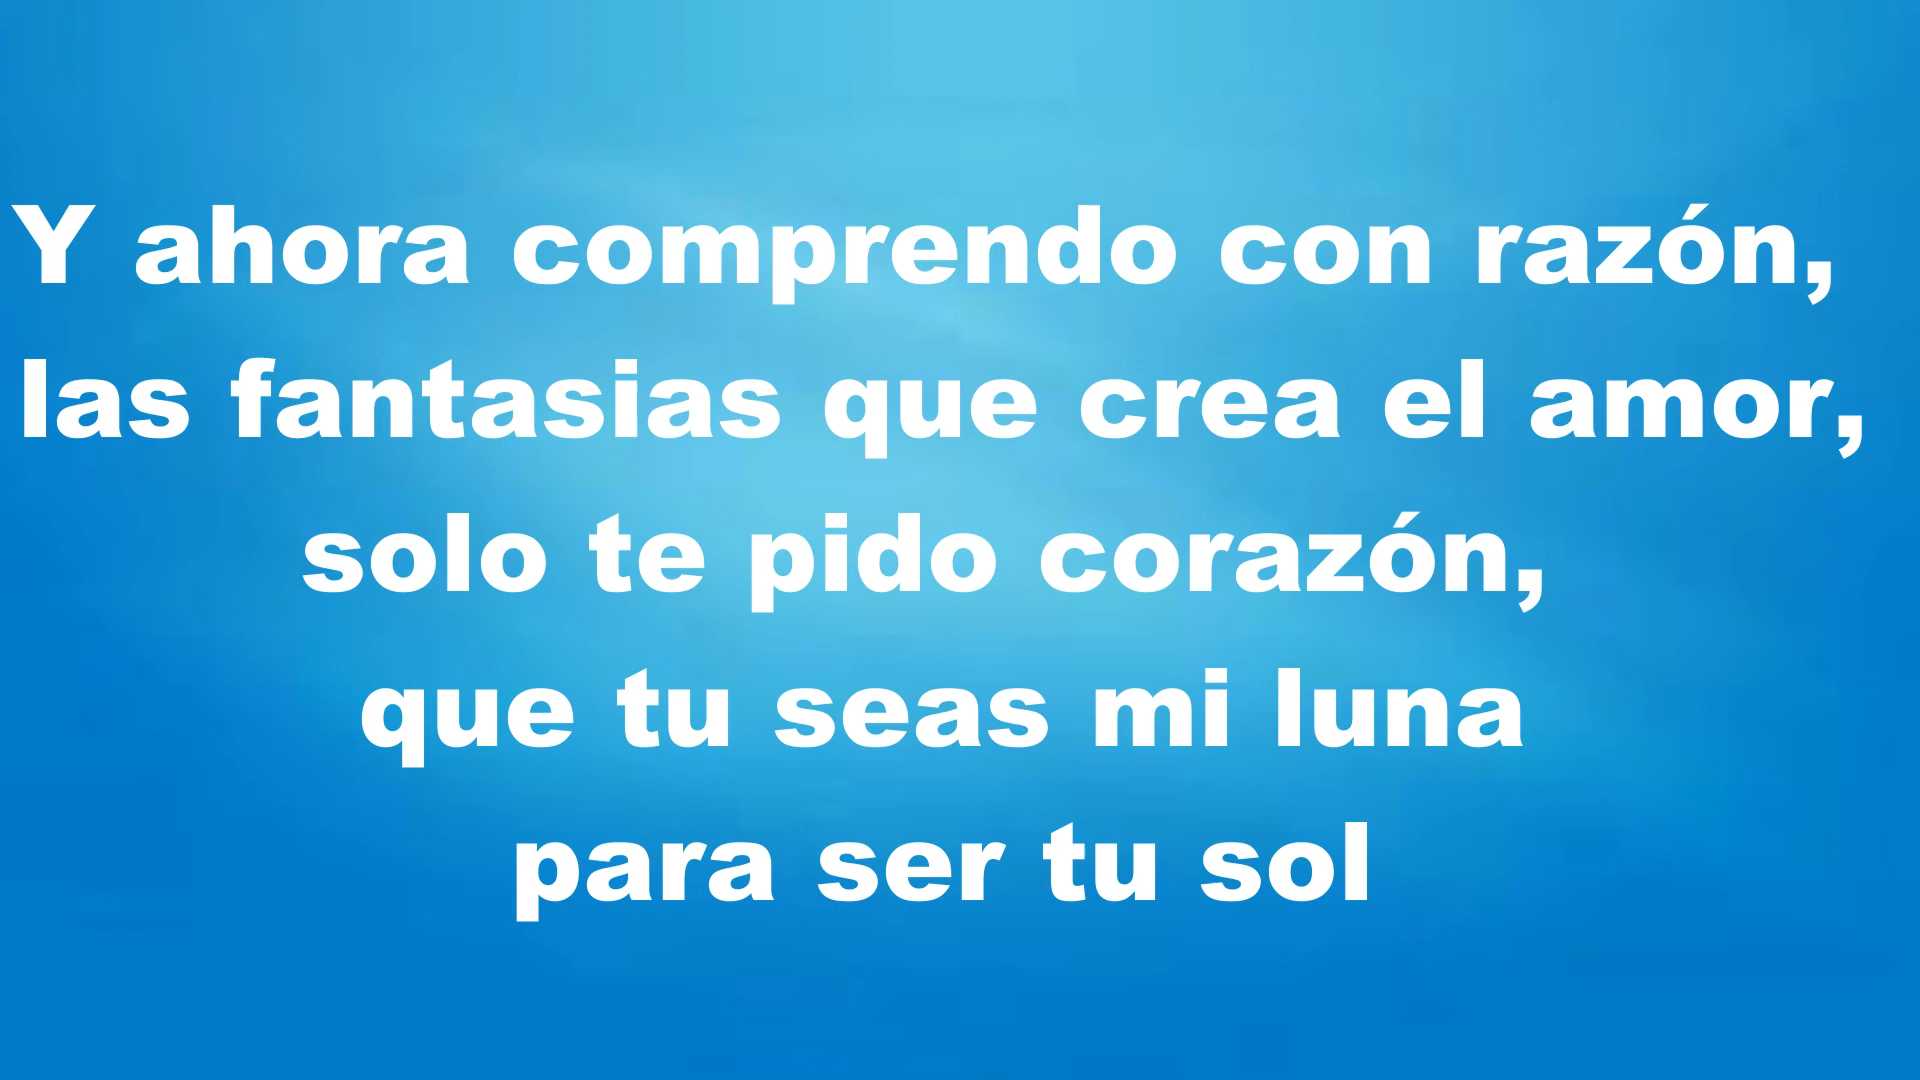 Y ahora comprendo con razón,
las fantasias que crea el amor,
solo te pido corazón,
que tu seas mi luna
para ser tu sol